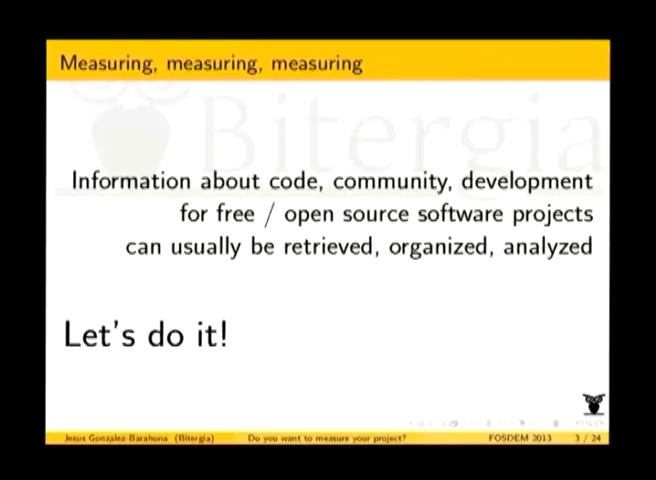 Measuring, measuring, measuring
Bitergia
Information about code, community, development
for free / open source software projects
can usually be retrieved, organized, analyzed
Let's do it!
Jesus Gonzalez-Barahona (Bitergia) Do you want to measure your project? FOSDEM 2013 3 / 24